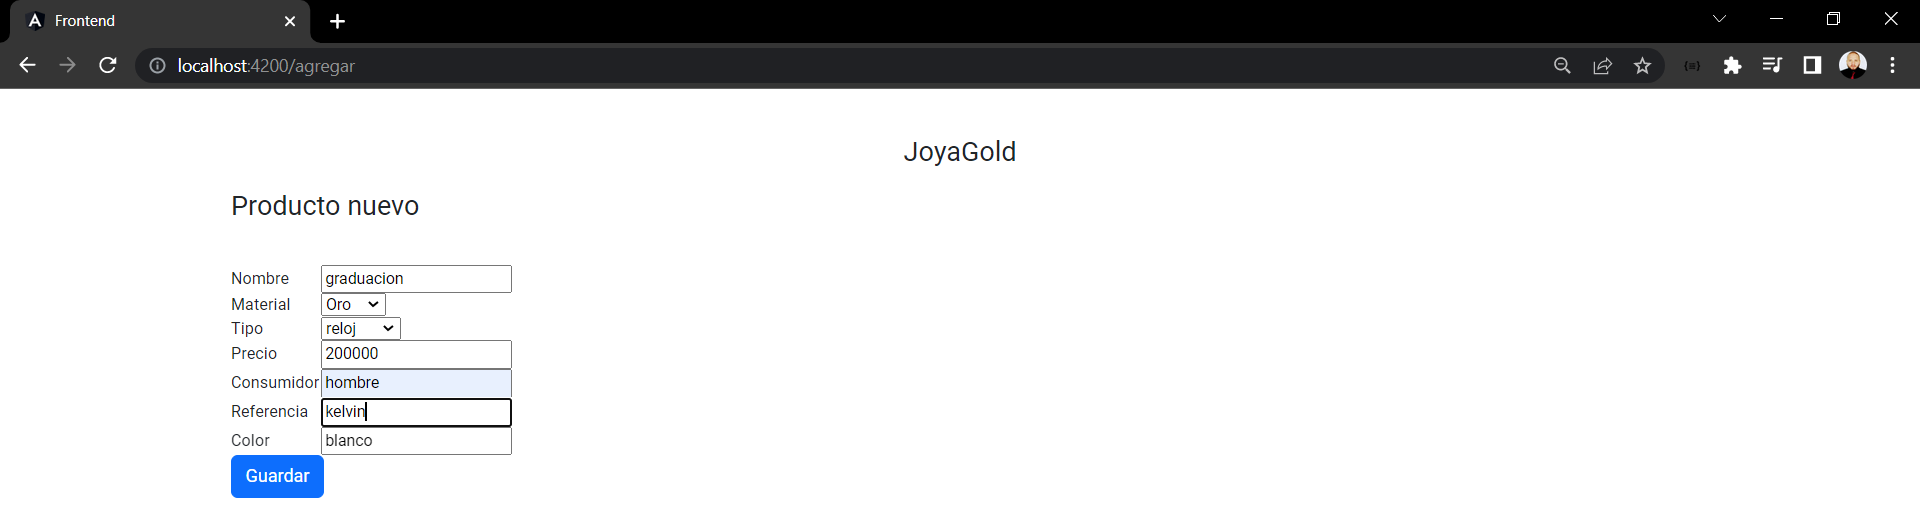 Frontend
localhost:4200/agregar
JoyaGold
Producto nuevo
Nombre graduacion
Material Oro
Tipo reloj
Precio 200000
Consumidor hombre
Referencia kelvin
Color blanco
Guardar